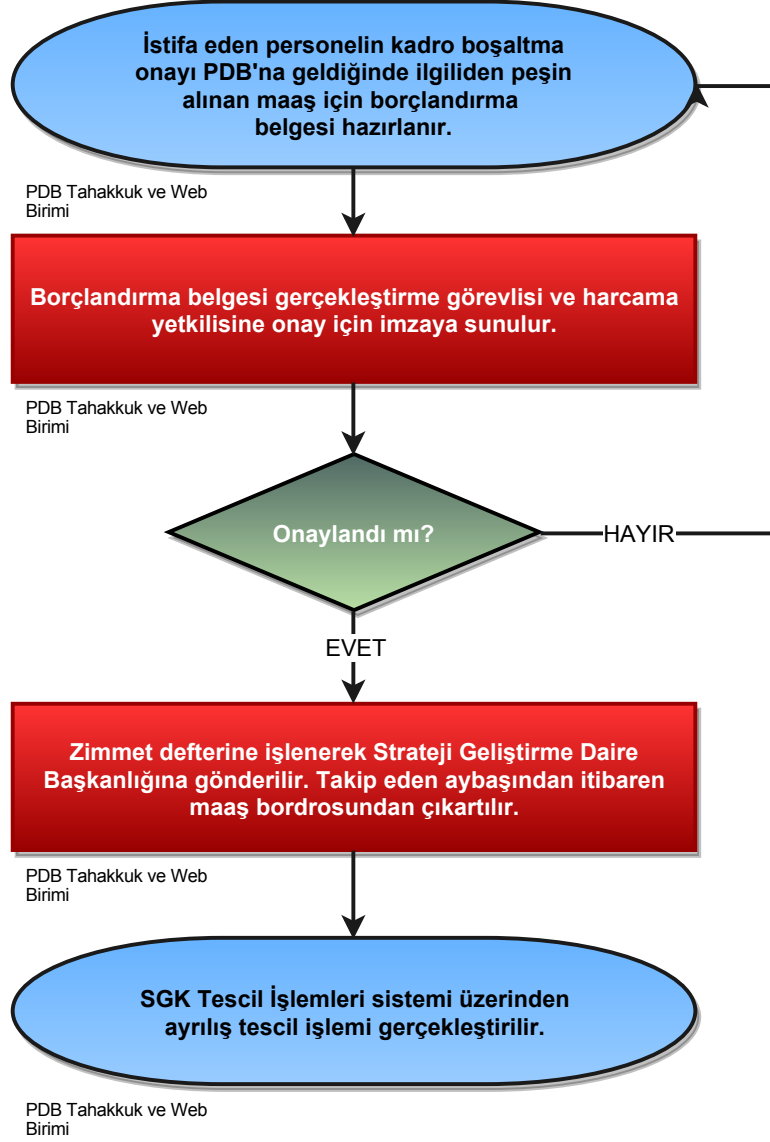 İstifa eden personelin kadro boşaltma
onayı PDB'na geldiğinde ilgiliden peşin
alınan maaş için borçlandırma
belgesi hazırlanır.
PDB Tahakkuk ve Web
Birimi
Borçlandırma belgesi gerçekleştirme görevlisi ve harcama
yetkilisine onay için imzaya sunulur.
PDB Tahakkuk ve Web
Birimi
Onaylandı mı?
HAYIR
EVET
Zimmet defterine işlenerek Strateji Geliştirme Daire
Başkanlığına gönderilir. Takip eden aybaşından itibaren
maaş bordrosundan çıkartılır.
PDB Tahakkuk ve Web
Birimi
SGK Tescil İşlemleri sistemi üzerinden
ayrılış tescil işlemi gerçekleştirilir.
PDB Tahakkuk ve Web
Birimi